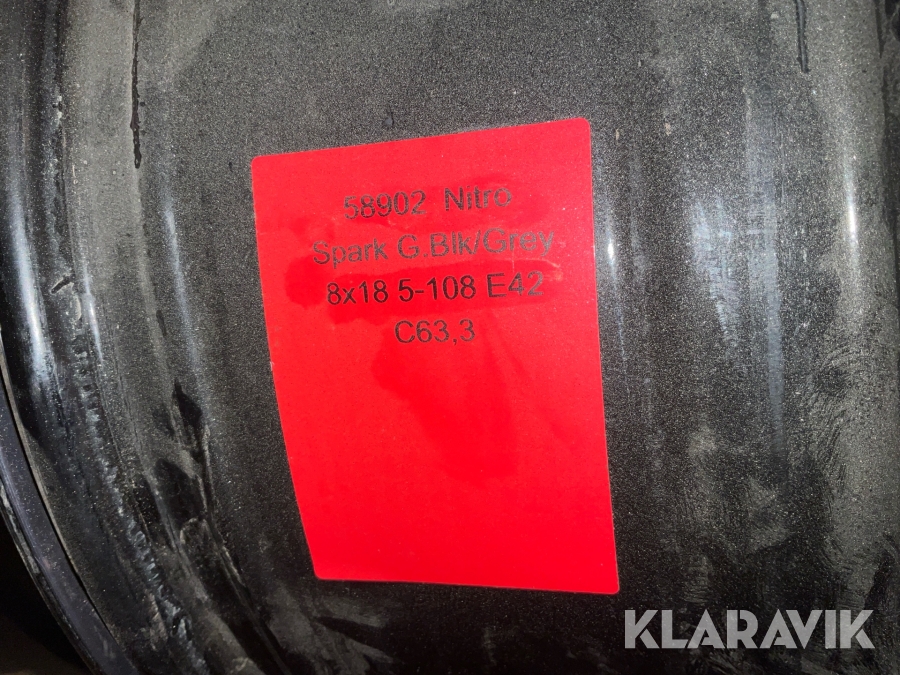 58902 Nitro
Spark G.Blk/Grey
8x18 5-108 E42
C63,3
KLARAVIK